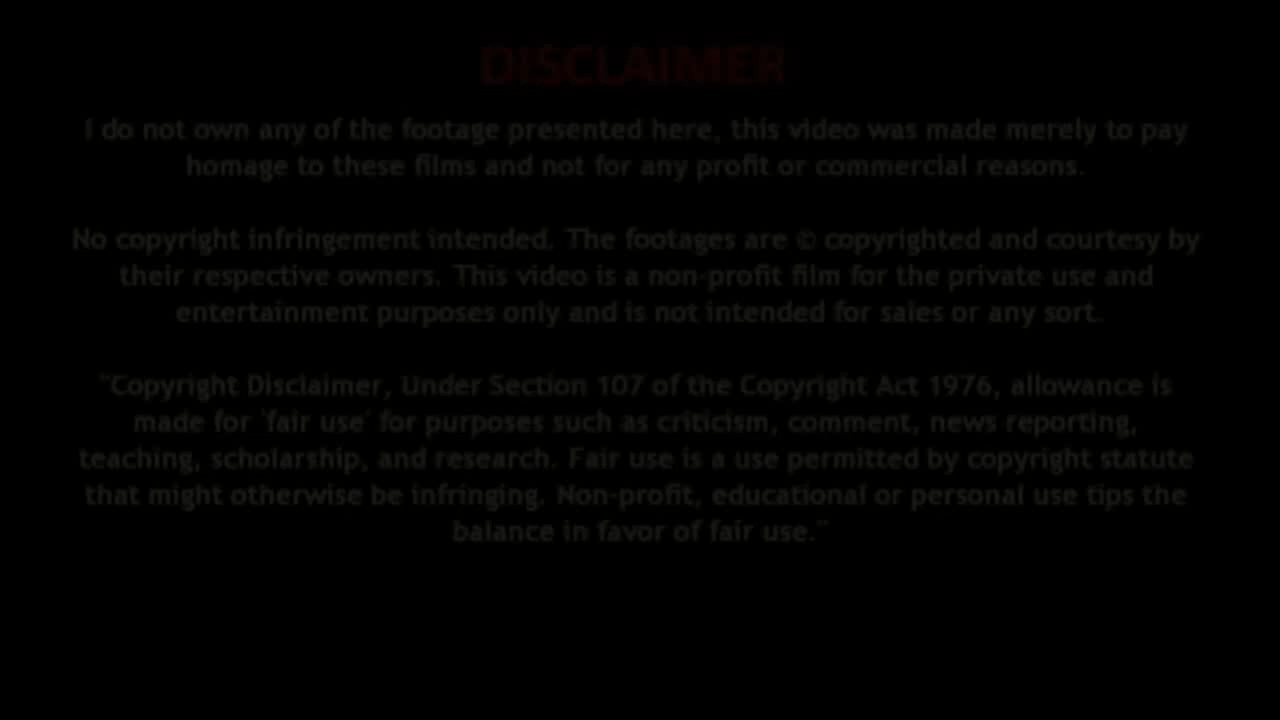 DISCLAIMER
I do not own any of the footage presented here, this video was made merely to pay
homage to these films and not for any profit or commercial reasons.
No copyright infringement intended. The footages are © copyrighted and courtesy by
their respective owners. This video is a non-profit film for the private use and
entertainment purposes only and is not intended for sales or any sort.
"Copyright Disclaimer, Under Section 107 of the Copyright Act 1976, allowance is
made for 'fair use' for purposes such as criticism, comment, news reporting,
teaching, scholarship, and research. Fair use is a use permitted by copyright statute
that might otherwise be infringing. Non-profit, educational or personal use tips the
balance in favor of fair use."